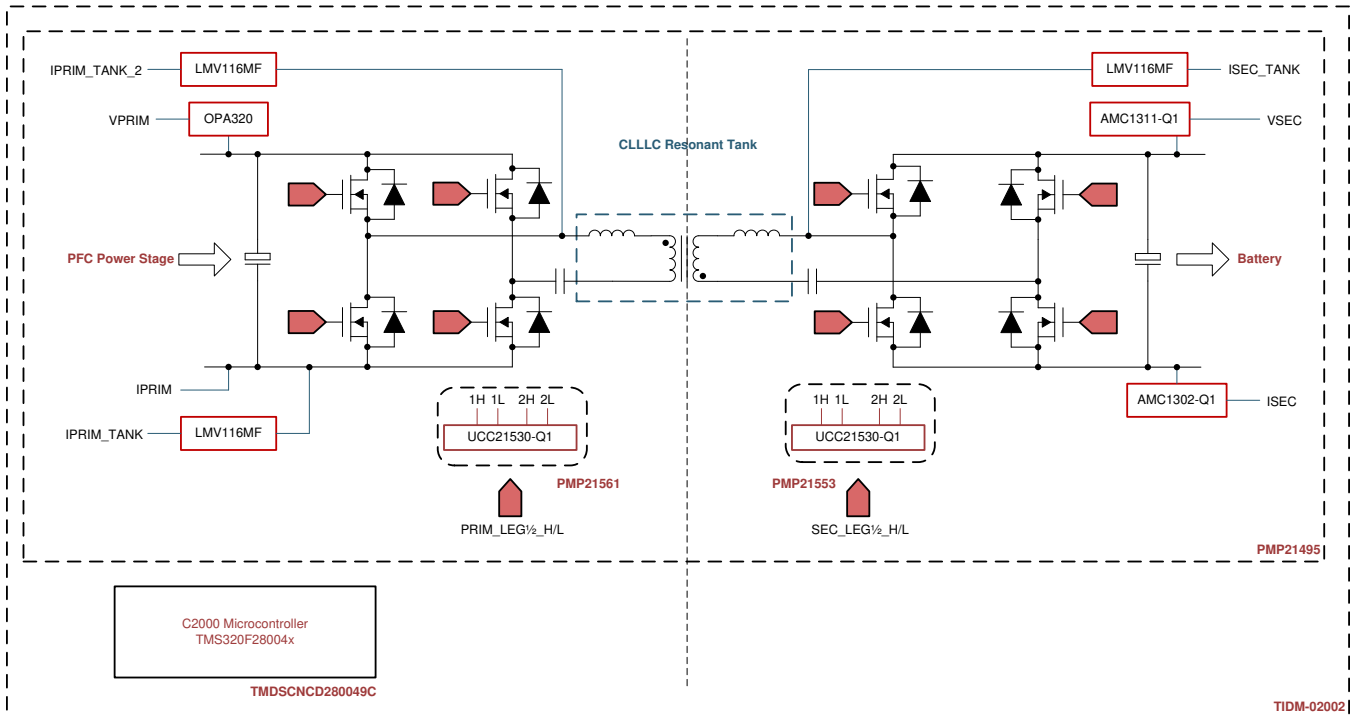 IPRIM_TANK_2
LMV116MF
LMV116MF
ISEC_TANK
VPRIM
OPA320
AMC1311-Q1
VSEC
CLLLC Resonant Tank
PFC Power Stage
Battery
IPRIM
IPRIM_TANK
LMV116MF
1H 1L 2H 2L
UCC21530-Q1
PMP21561
PRIM_LEG½_H/L
1H 1L 2H 2L
UCC21530-Q1
PMP21553
SEC_LEG½_H/L
AMC1302-Q1
ISEC
PMP21495
C2000 Microcontroller
TMS320F28004x
TMDSCNCD280049C
TIDM-02002